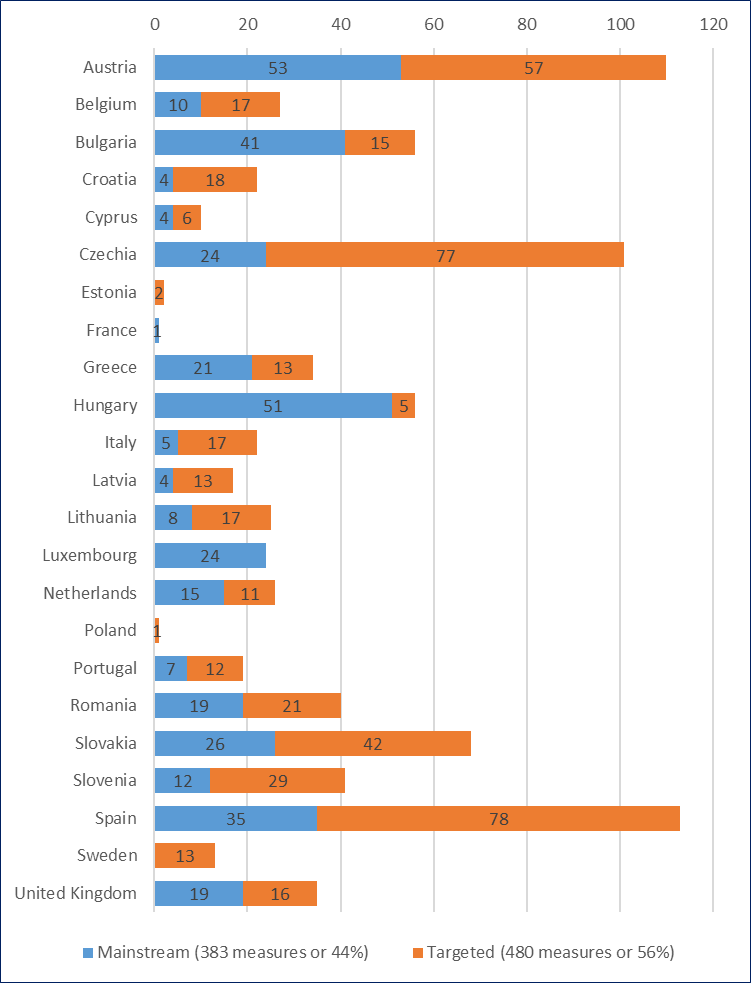 0 20 40 60 80 100 120
Austria 53 57
Belgium 10 17
Bulgaria 41 15
Croatia 4 18
Cyprus 4 6
Czechia 24 77
Estonia 2
France 1
Greece 21 13
Hungary 51 5
Italy 5 17
Latvia 4 13
Lithuania 8 17
Luxembourg 24
Netherlands 15 11
Poland 1
Portugal 7 12
Romania 19 21
Slovakia 26 42
Slovenia 12 29
Spain 35 78
Sweden 13
United Kingdom 19 16
Mainstream (383 measures or 44%) Targeted (480 measures or 56%)